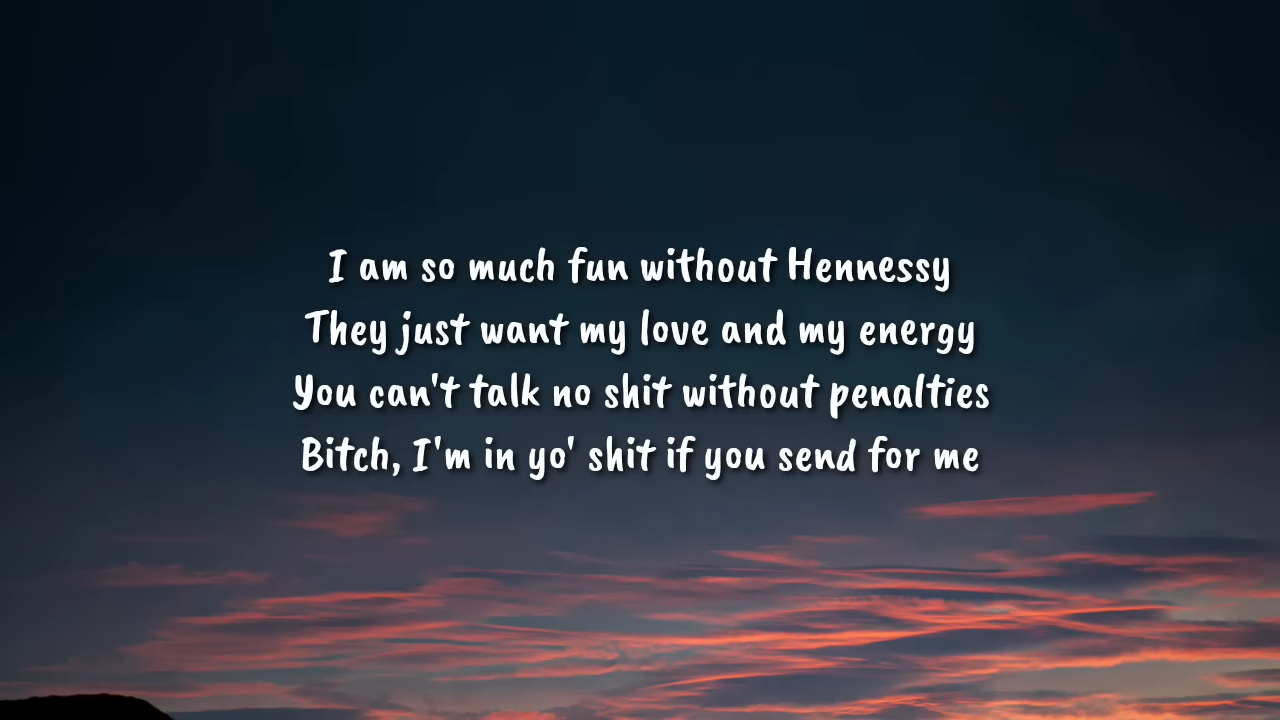 I am so much fun without Hennessy
They just want my love and my energy
You can't talk no shit without penalties
Bitch, I'm in yo' shit if you send for me